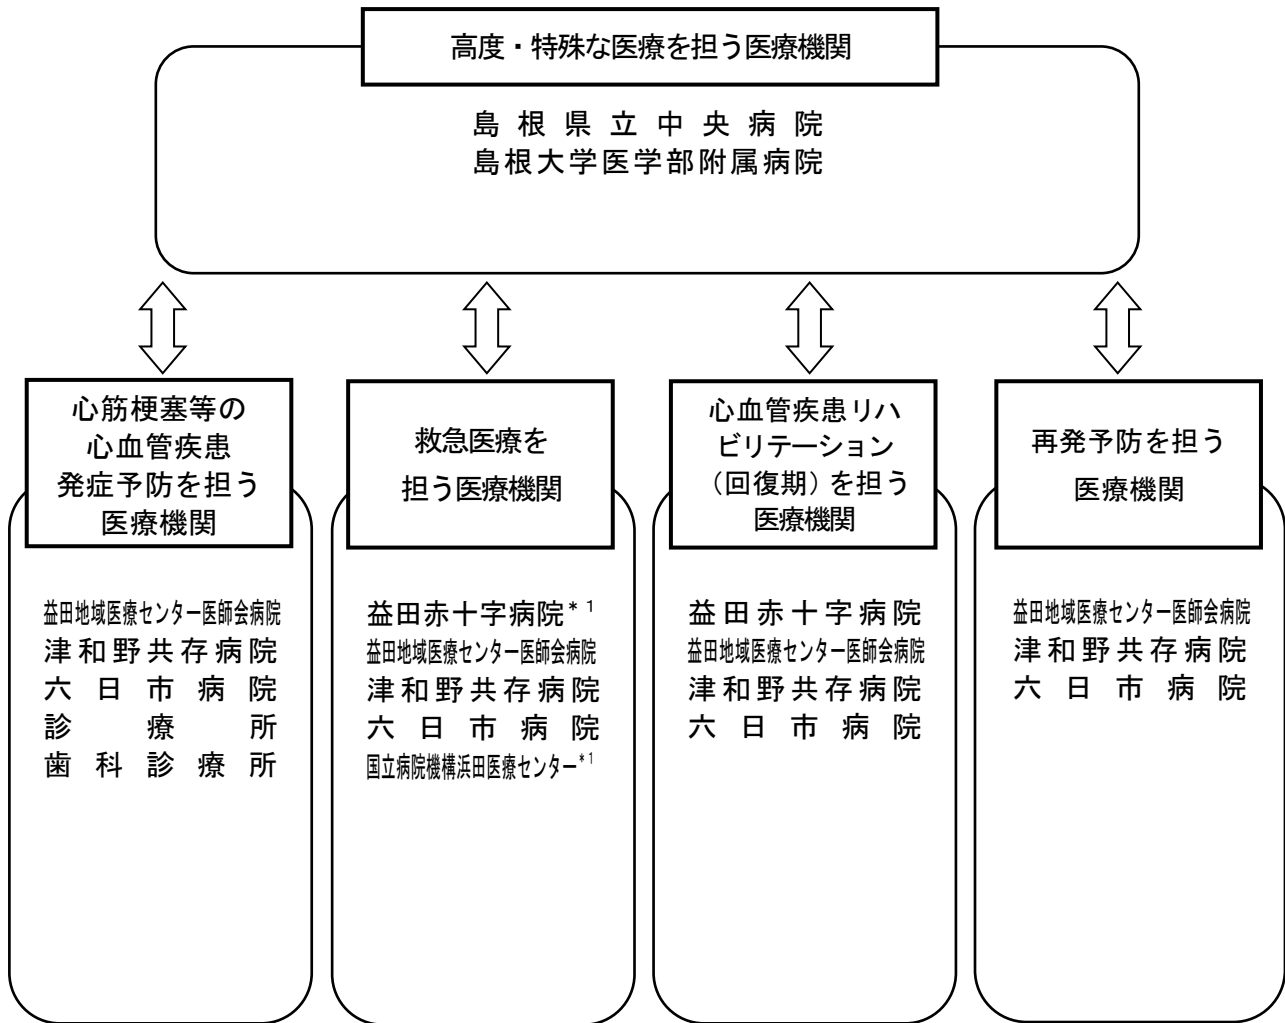 高度・特殊な医療を担う医療機関
島根県立中央病院
島根大学医学部附属病院
心筋梗塞等の
心血管疾患
発症予防を担う
医療機関
益田地域医療センター医師会病院
津和野共存病院
六日市病院
診療所
歯科診療所
救急医療を
担う医療機関
益田赤十字病院*1
益田地域医療センター医師会病院
津和野共存病院
六日市病院
国立病院機構浜田医療センター*1
心血管疾患リハ
ビリテーション
(回復期)を担う
医療機関
益田赤十字病院
益田地域医療センター医師会病院
津和野共存病院
六日市病院
再発予防を担う
医療機関
益田地域医療センター医師会病院
津和野共存病院
六日市病院